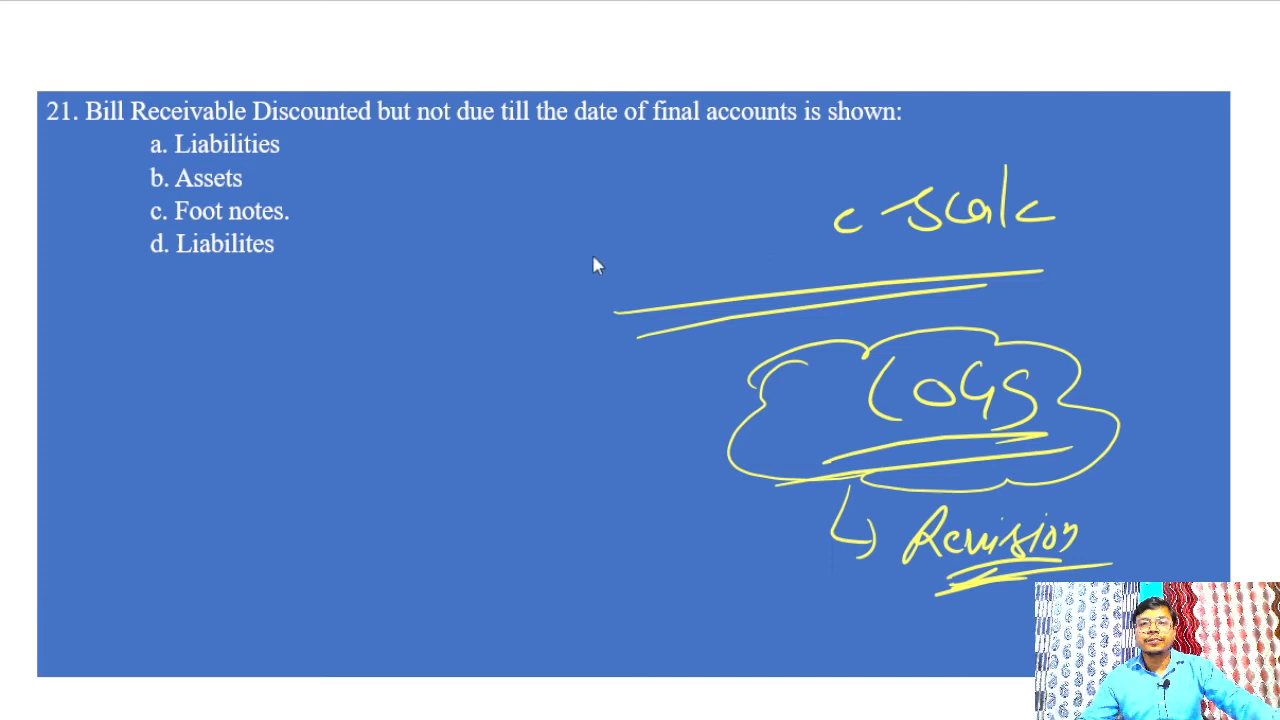 21. Bill Receivable Discounted but not due till the date of final accounts is shown:
a. Liabilities
b. Assets
c. Foot notes.
d. Liabilites
COGS
Revision